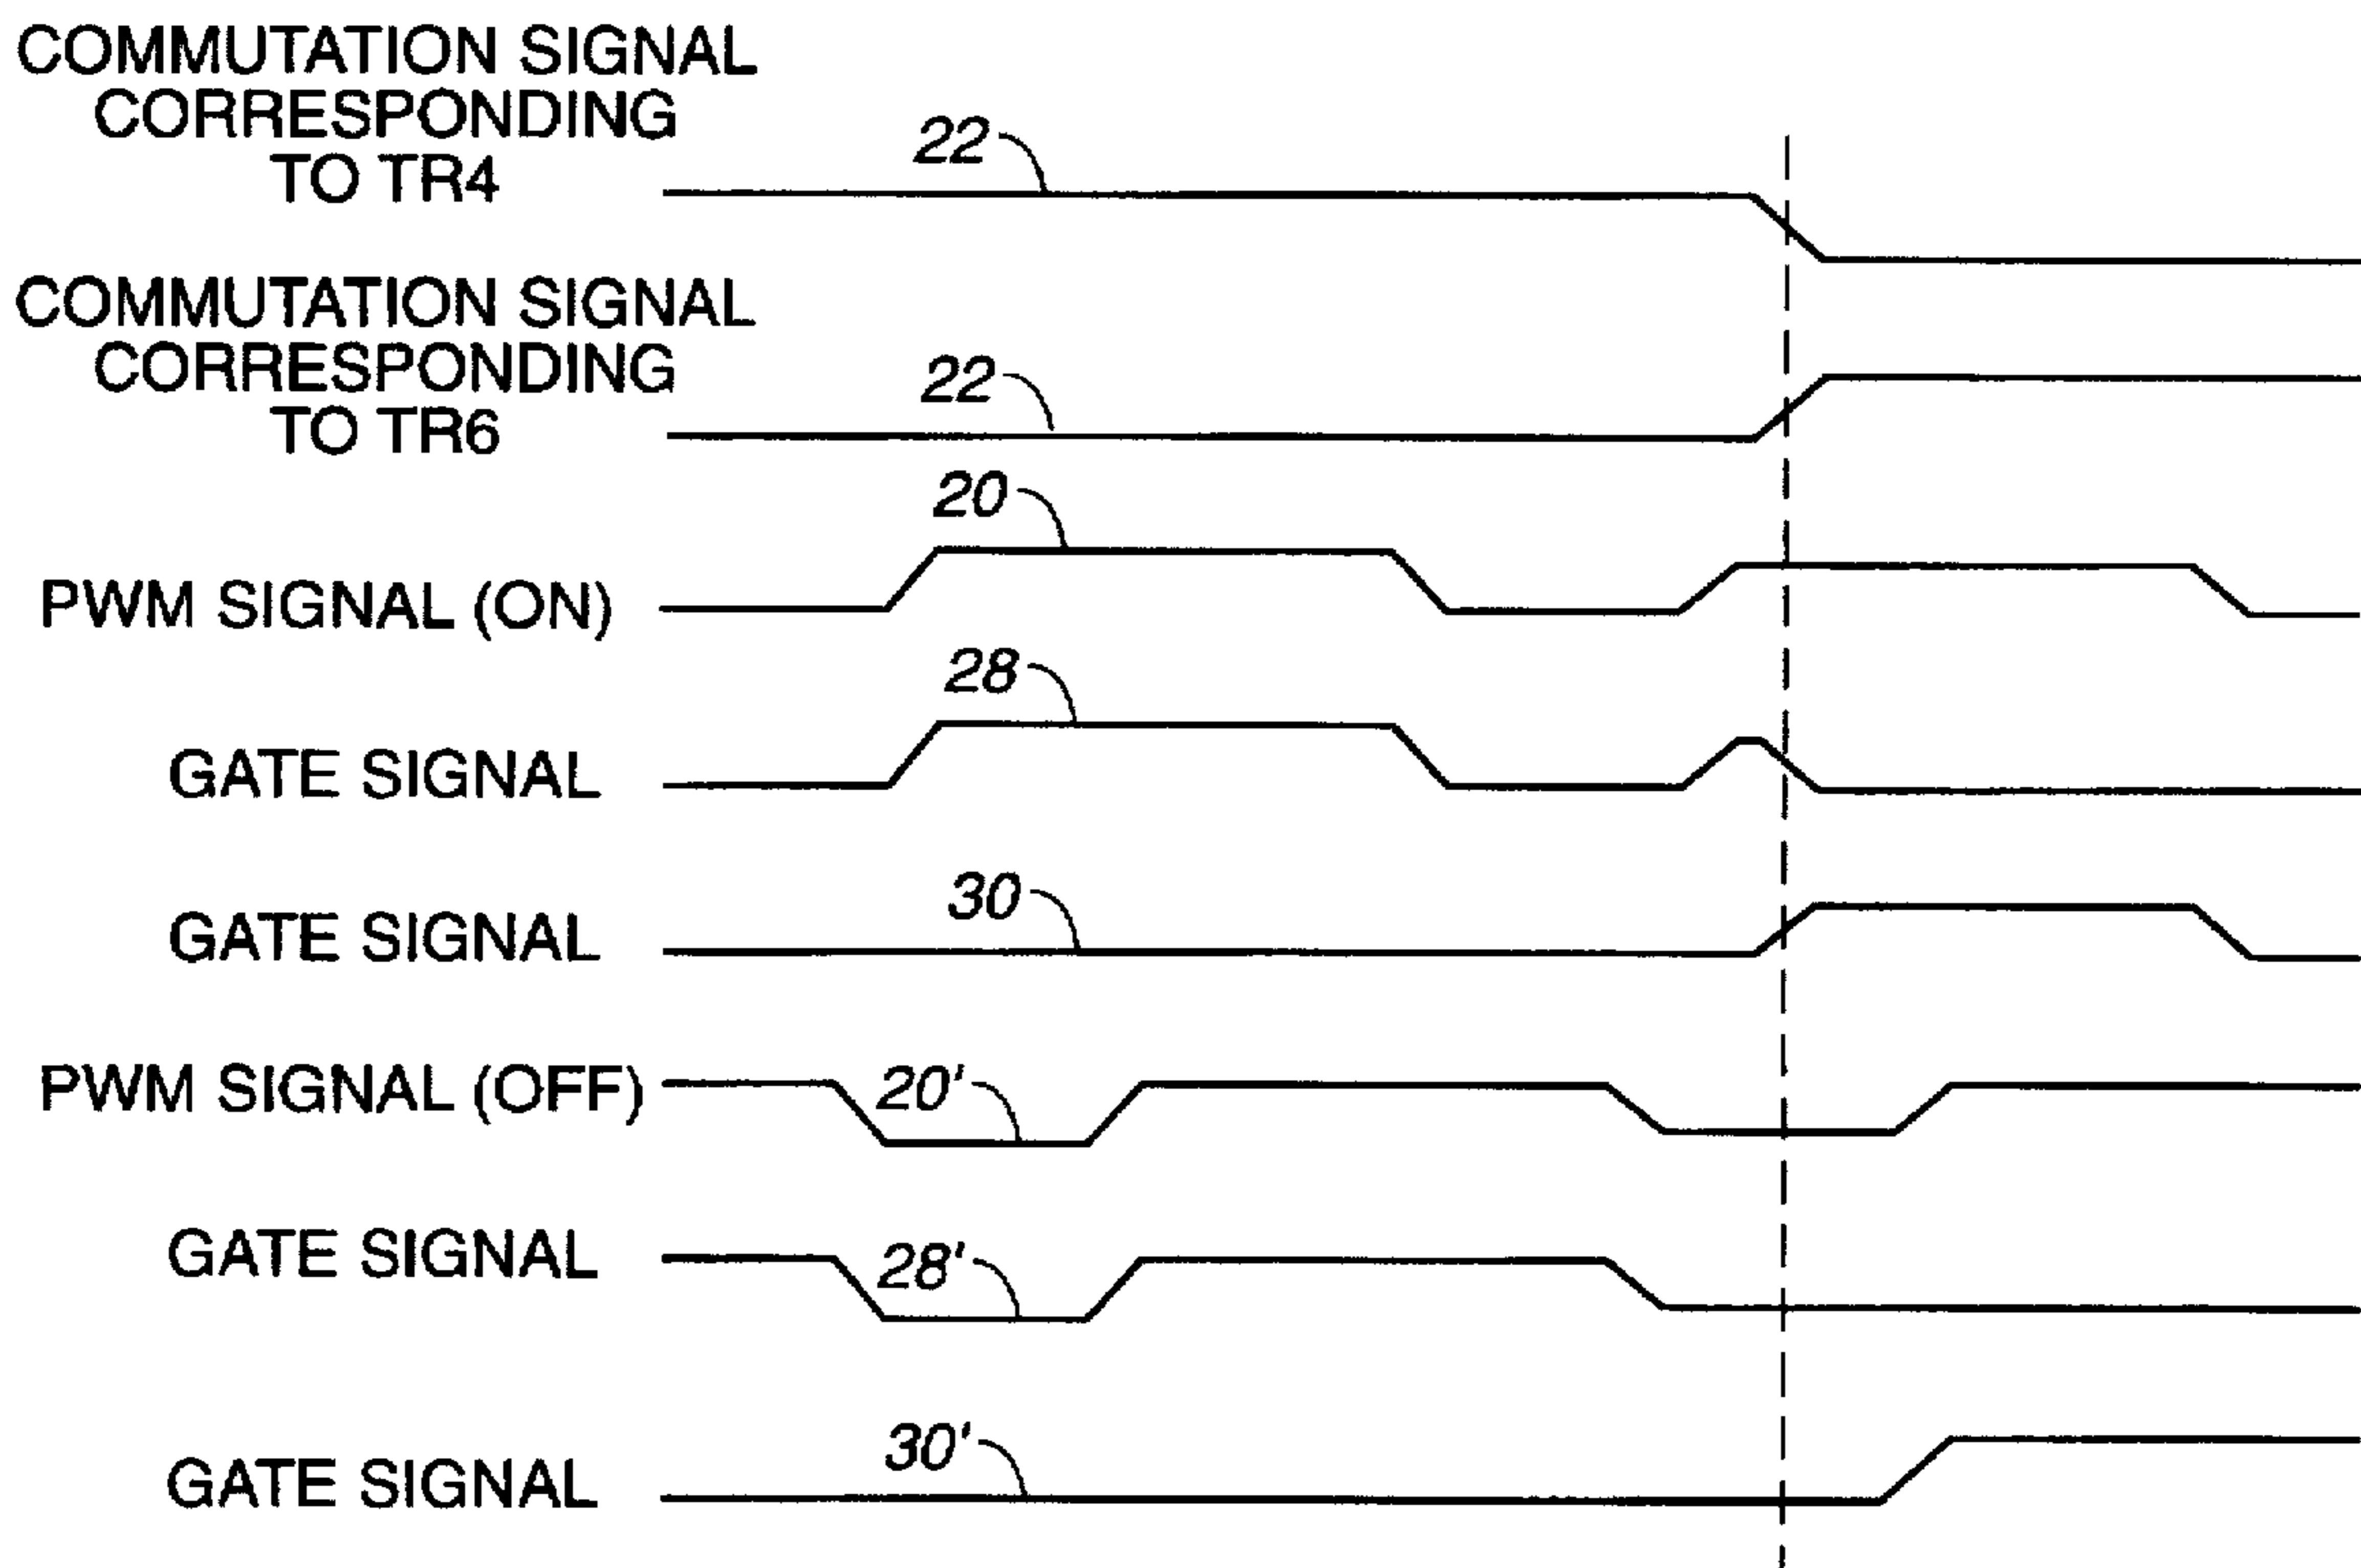 COMMUTATION SIGNAL
CORRESPONDING
TO TR4
22
COMMUTATION SIGNAL
CORRESPONDING
TO TR6
22
20
PWM SIGNAL (ON)
28
GATE SIGNAL
30
GATE SIGNAL
PWM SIGNAL (OFF)
20'
GATE SIGNAL
28'
30'
GATE SIGNAL